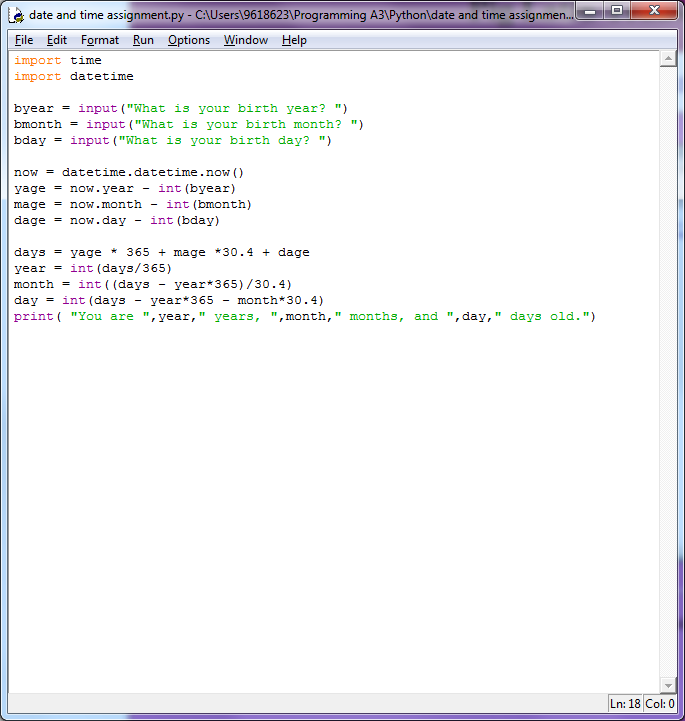 date and time assignment.py - C:\Users\9618623\Programming A3\Python\date and time assignmen...
File Edit Format Run Options Window Help
import time
import datetime
byear = input("What is your birth year? ")
bmonth = input("What is your birth month? ")
bday = input("What is your birth day? ")
now = datetime.datetime.now()
yage = now.year - int(byear)
mage = now.month - int(bmonth)
dage = now.day - int(bday)
days = yage * 365 + mage *30.4 + dage
year = int(days/365)
month = int((days - year*365)/30.4)
day = int(days - year*365 - month*30.4)
print( "You are ",year," years, ",month," months, and ",day," days old.")
Ln: 18 Col: 0